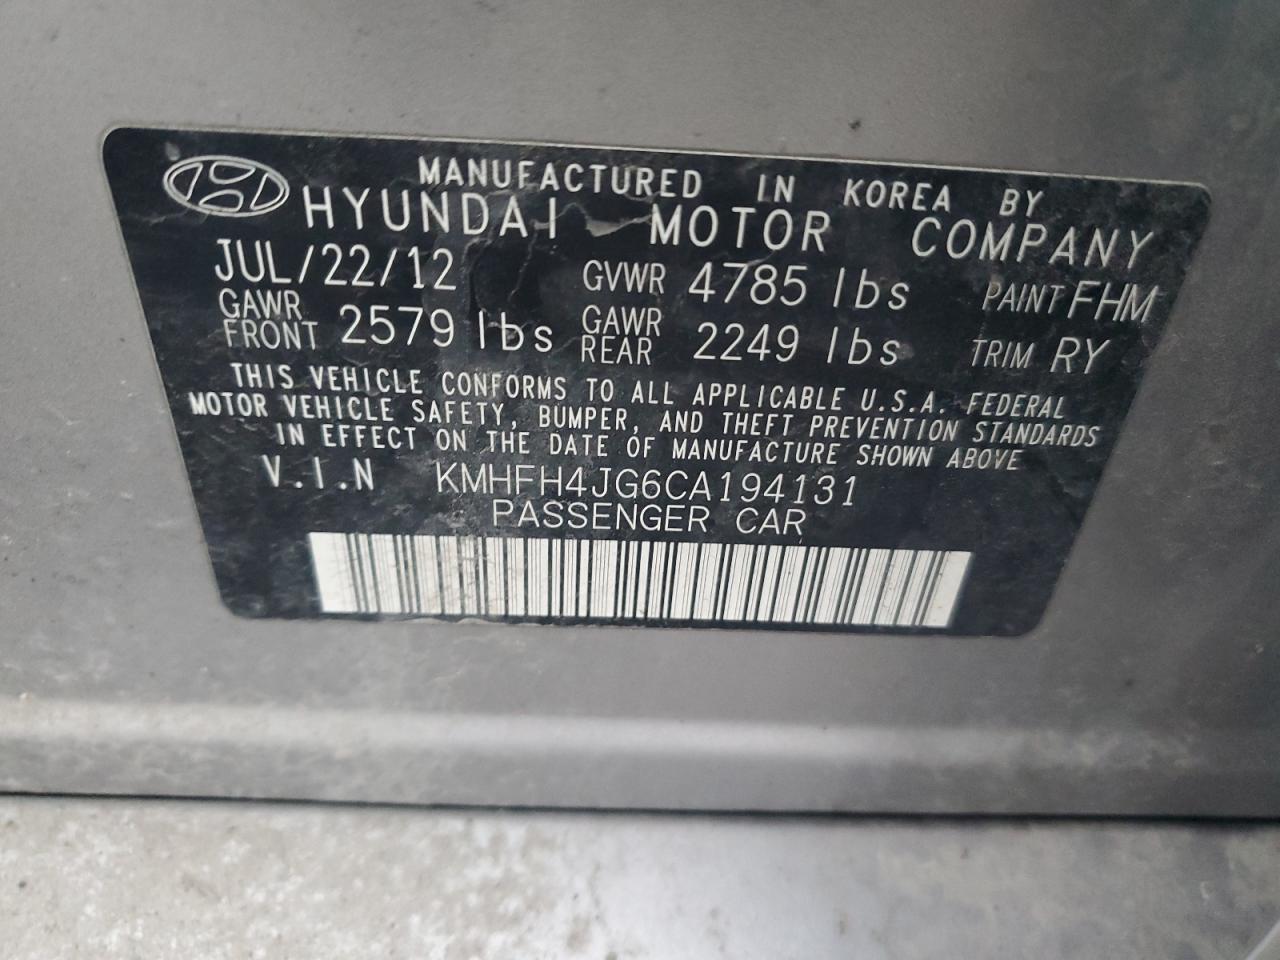 MANUFACTURED IN KOREA BY
HYUNDAI MOTOR COMPANY
JUL/22/12 GVWR 4785 lbs PAINT FHM
GAWR FRONT 2579 lbs GAWR REAR 2249 lbs TRIM RY
THIS VEHICLE CONFORMS TO ALL APPLICABLE U.S.A. FEDERAL
MOTOR VEHICLE SAFETY, BUMPER, AND THEFT PREVENTION STANDARDS
IN EFFECT ON THE DATE OF MANUFACTURE SHOWN ABOVE
V.I.N KMHFH4JG6CA194131
PASSENGER CAR